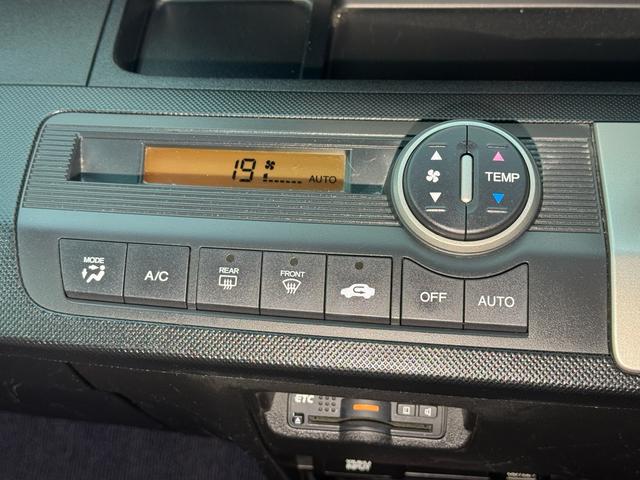 19 AUTO
TEMP
MODE
A/C
REAR
FRONT
OFF
AUTO
ETC